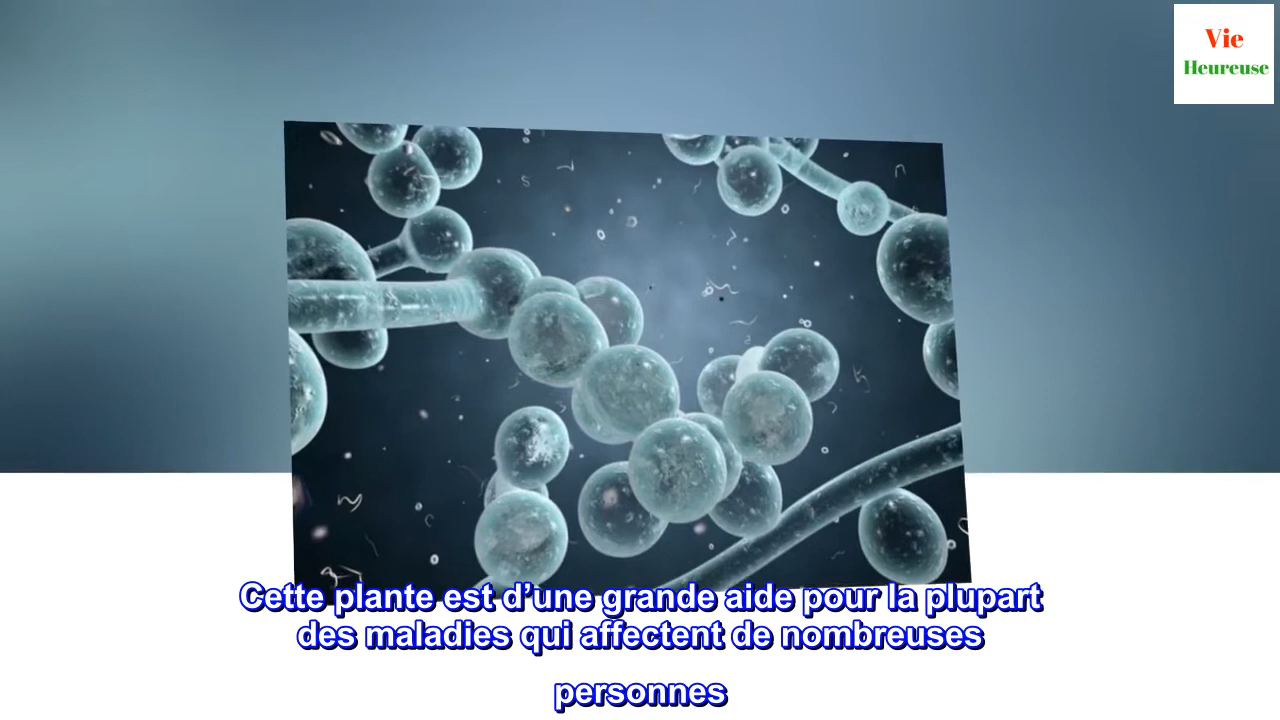 Vie
Heureuse
Cette plante est d’une grande aide pour la plupart
des maladies qui affectent de nombreuses
personnes